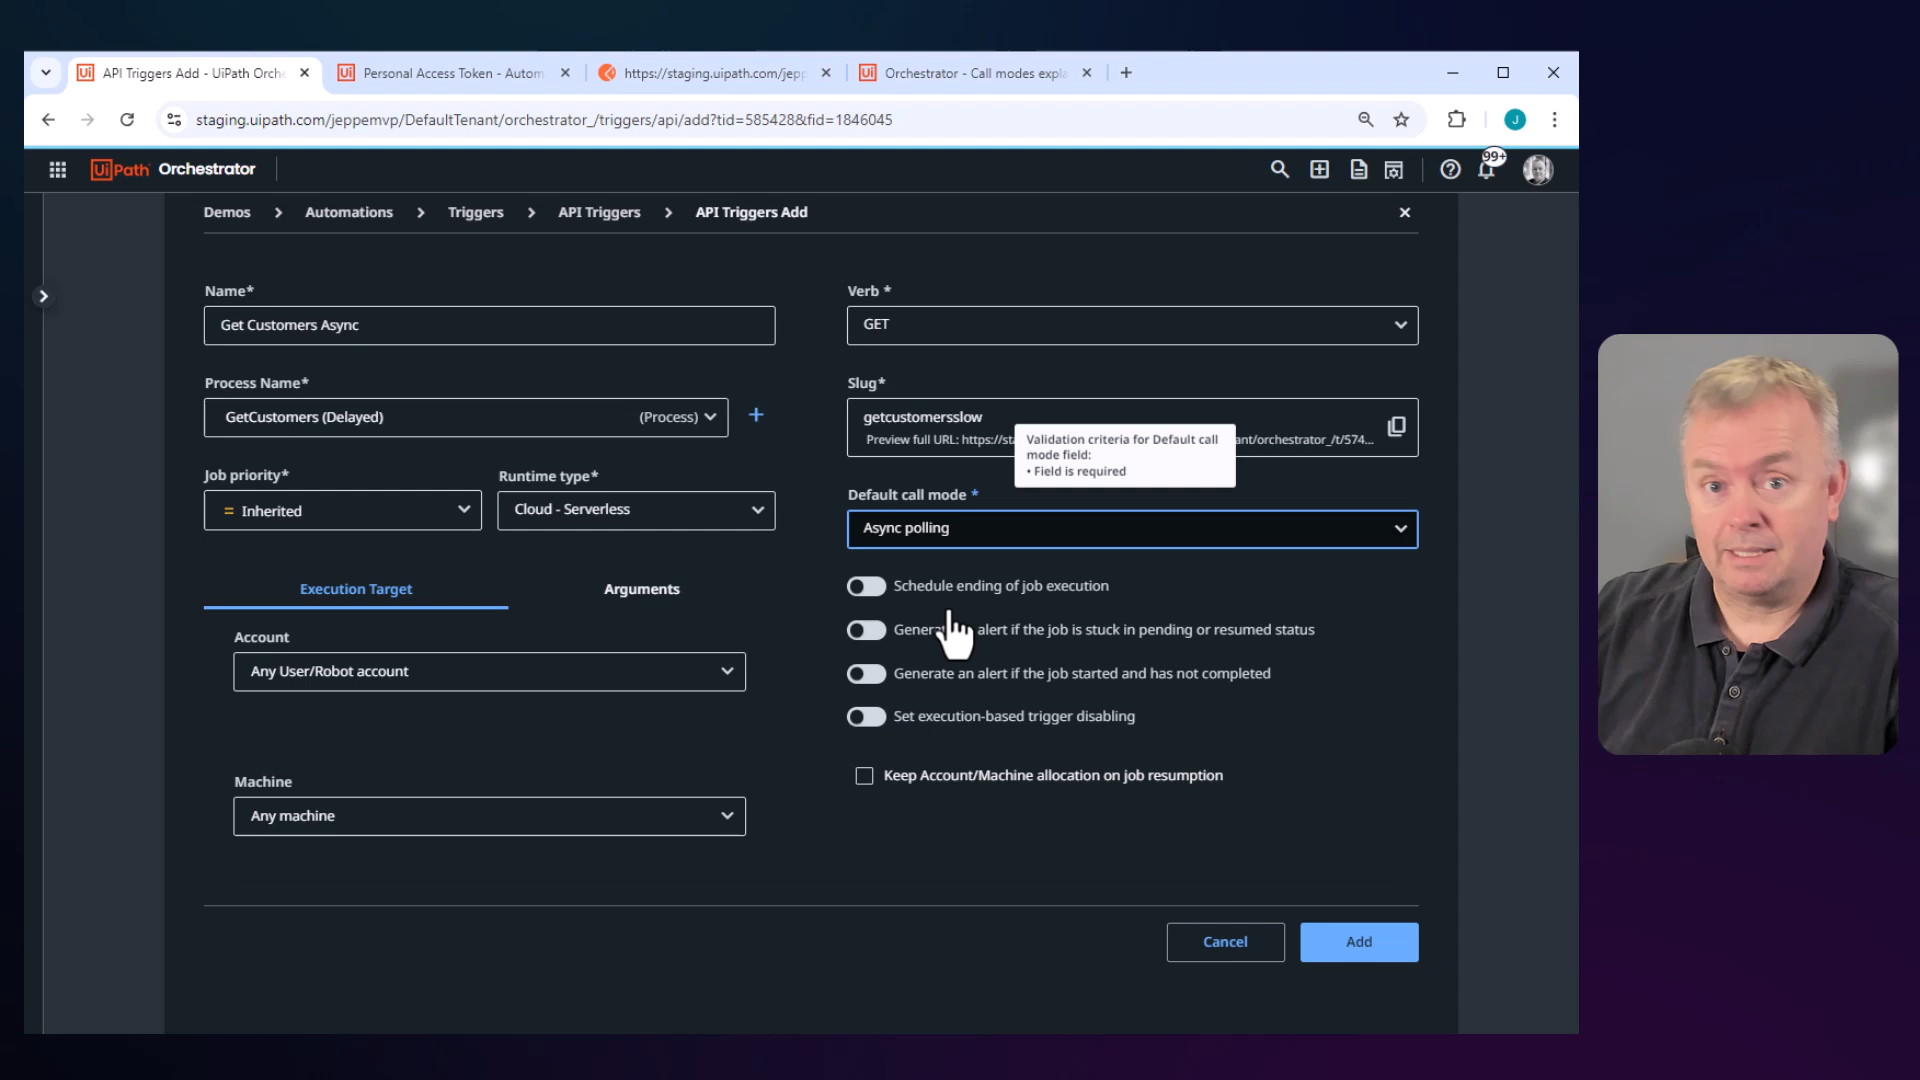 API Triggers Add - UiPath Orche
Personal Access Token - Autom
https://staging.uipath.com/jepp
Orchestrator - Call modes expla
staging.uipath.com/jeppemvp/DefaultTenant/orchestrator_/triggers/api/add?tid=585428&fid=1846045
J
UiPath Orchestrator
99+
Demos > Automations > Triggers > API Triggers > API Triggers Add
Name*
Get Customers Async
Verb *
GET
Process Name*
GetCustomers (Delayed) (Process)
Slug*
getcustomersslow
Preview full URL: https://sta
ant/orchestrator_/t/574...
Validation criteria for Default call
mode field:
• Field is required
Job priority*
= Inherited
Runtime type*
Cloud - Serverless
Default call mode *
Async polling
Execution Target
Arguments
Schedule ending of job execution
Generat alert if the job is stuck in pending or resumed status
Generate an alert if the job started and has not completed
Set execution-based trigger disabling
Keep Account/Machine allocation on job resumption
Account
Any User/Robot account
Machine
Any machine
Cancel
Add